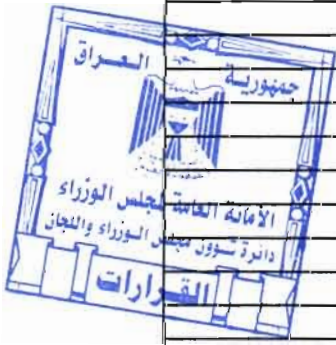 جمهورية العراق
الأمانة العامة لمجلس الوزراء
دائرة شؤون مجلس الوزراء واللجان
القرارات